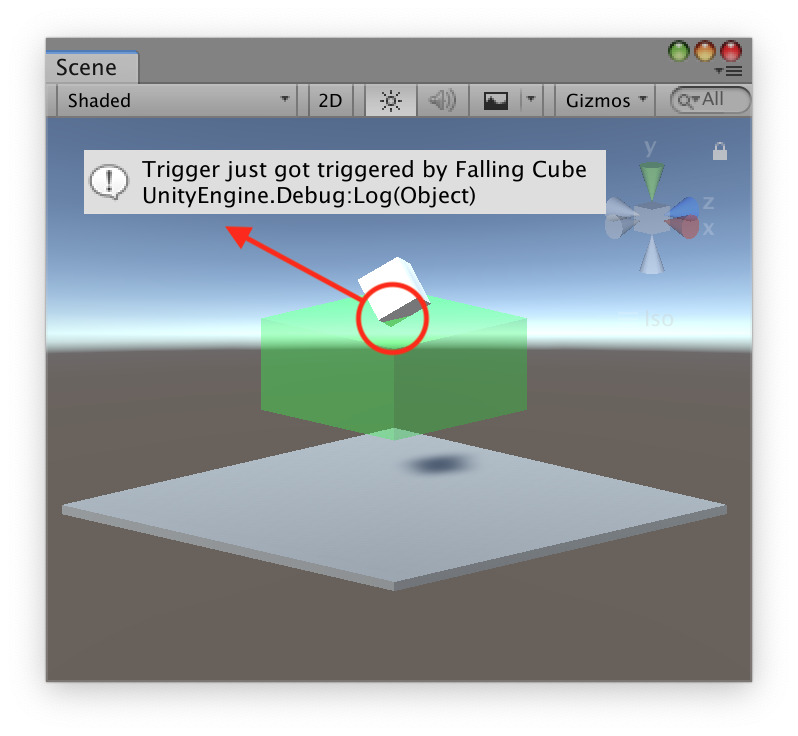 Scene
Shaded
2D
Gizmos
All
Trigger just got triggered by Falling Cube
UnityEngine.Debug:Log(Object)
y
z
x
Iso